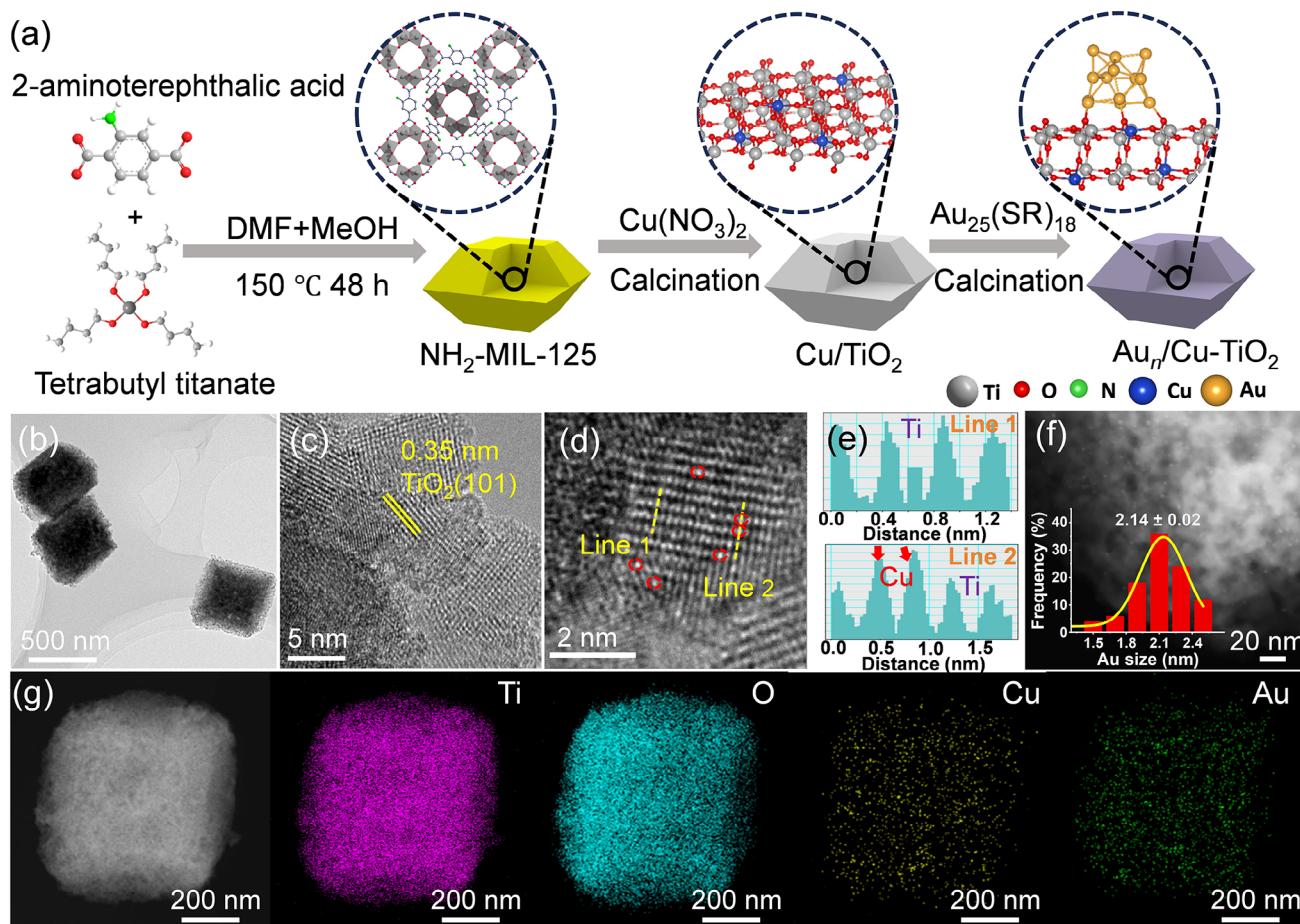 (a)
2-aminoterephthalic acid
+
Tetrabutyl titanate
DMF+MeOH
150 ℃ 48 h
NH₂-MIL-125
Cu(NO₃)₂
Calcination
Cu/TiO₂
Au₂₅(SR)₁₈
Calcination
Auₙ/Cu-TiO₂
Ti O N Cu Au
(b)
500 nm
(c)
0.35 nm
TiO₂(101)
5 nm
(d)
Line 1
Line 2
2 nm
(e)
Ti Line 1
0.0 0.4 0.8 1.2
Distance (nm)
Line 2
Cu
Ti
0.0 0.5 1.0 1.5
Distance (nm)
(f)
2.14 ± 0.02
Frequency (%)
40
30
20
10
0
1.5 1.8 2.1 2.4
Au size (nm)
20 nm
(g)
200 nm
Ti
200 nm
O
200 nm
Cu
200 nm
Au
200 nm